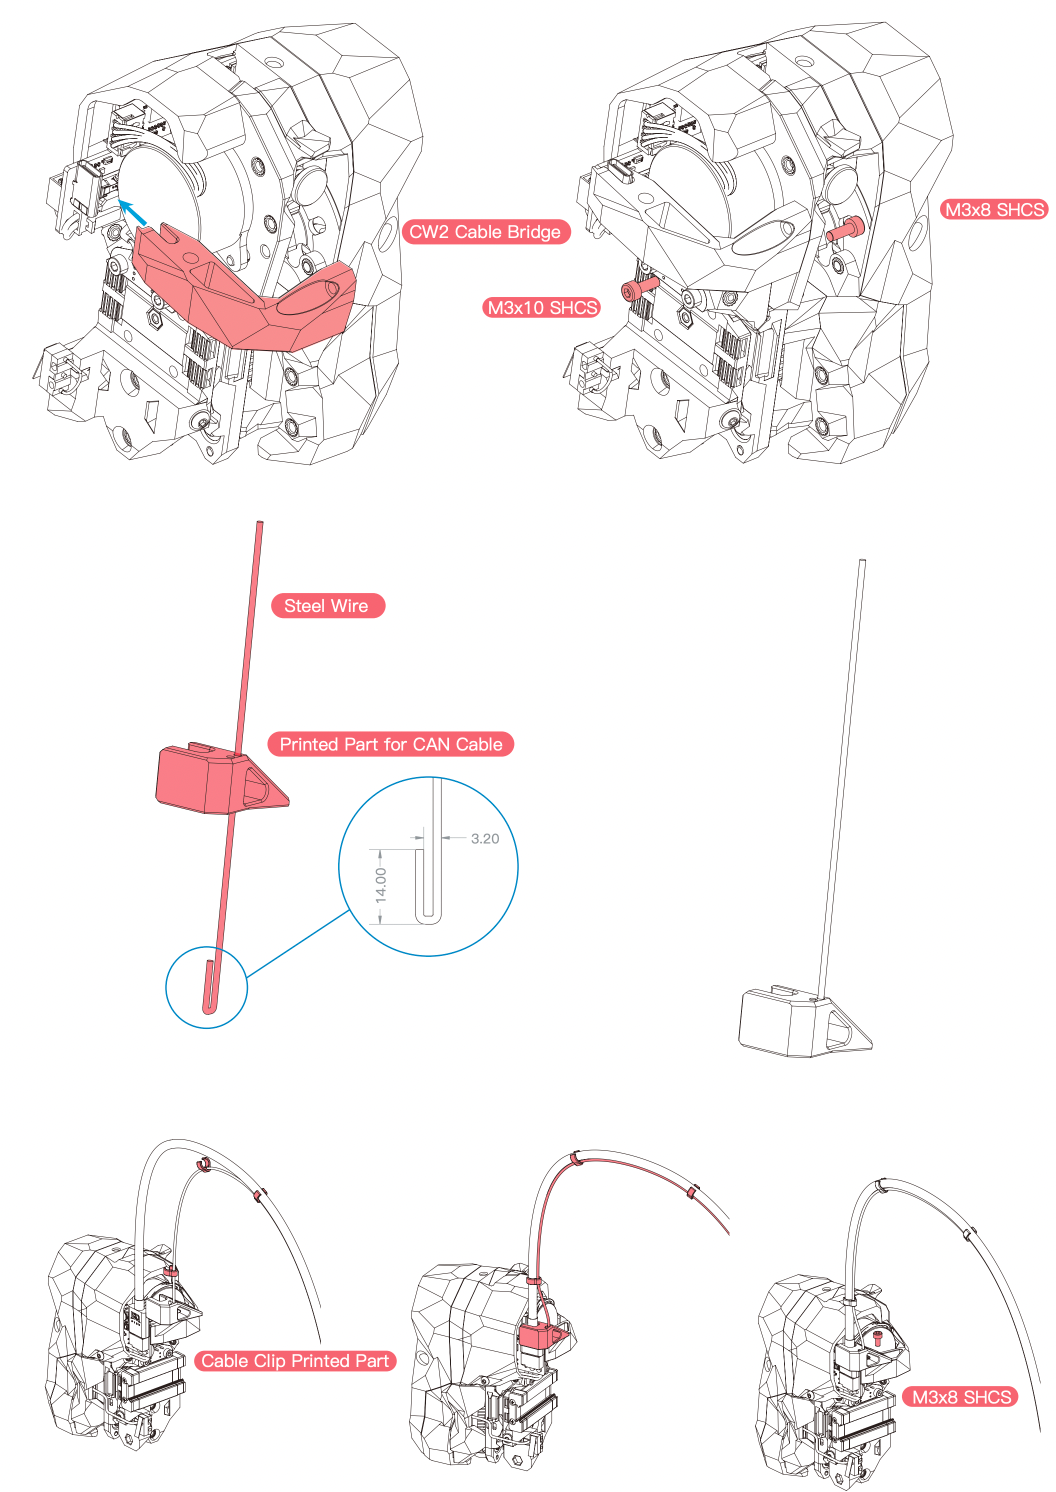 M3x8 SHCS
CW2 Cable Bridge
M3x10 SHCS
Steel Wire
Printed Part for CAN Cable
3.20
14.00
Cable Clip Printed Part
M3x8 SHCS